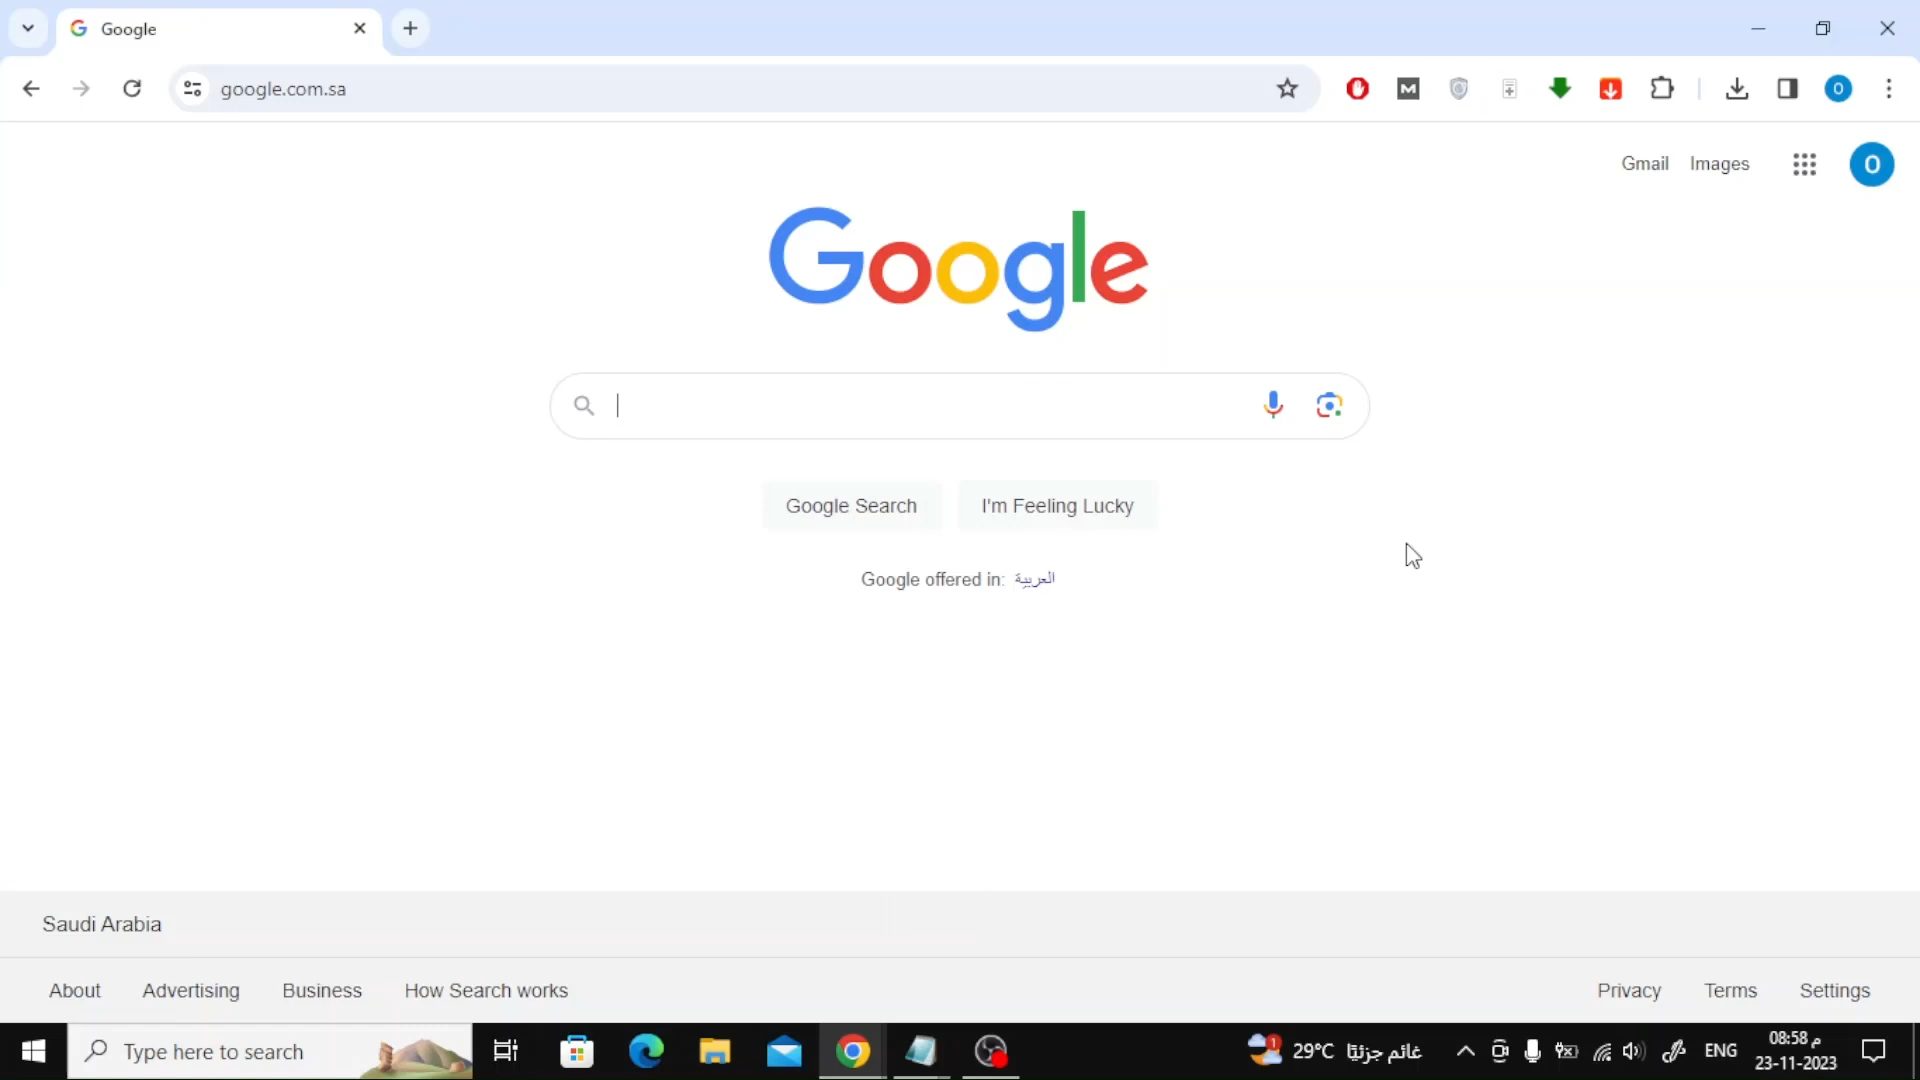 Google
google.com.sa
Gmail Images
O
Google
Google Search I'm Feeling Lucky
Google offered in: العربية
Saudi Arabia
About Advertising Business How Search works Privacy Terms Settings
Type here to search
1 29°C غائم جزئيًا ENG
08:58 م
23-11-2023